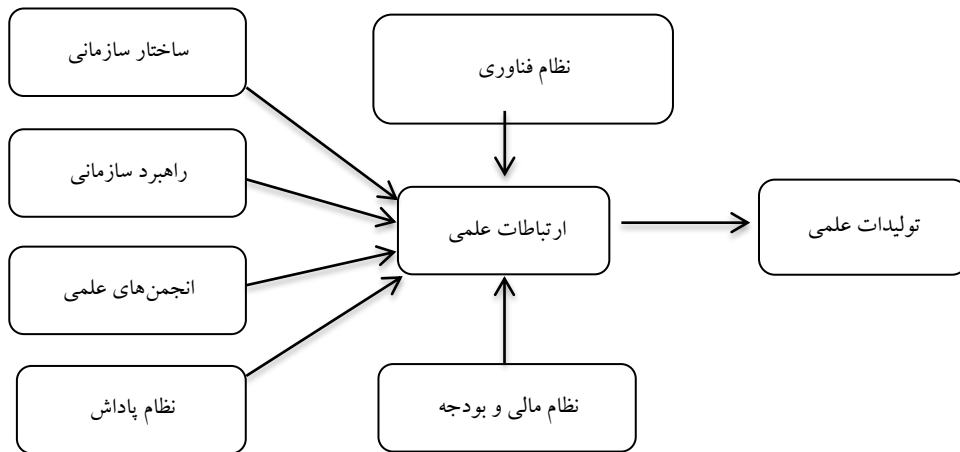 ساختار سازمانی
نظام فناوری
راهبرد سازمانی
ارتباطات علمی
تولیدات علمی
انجمن‌های علمی
نظام پاداش
نظام مالی و بودجه